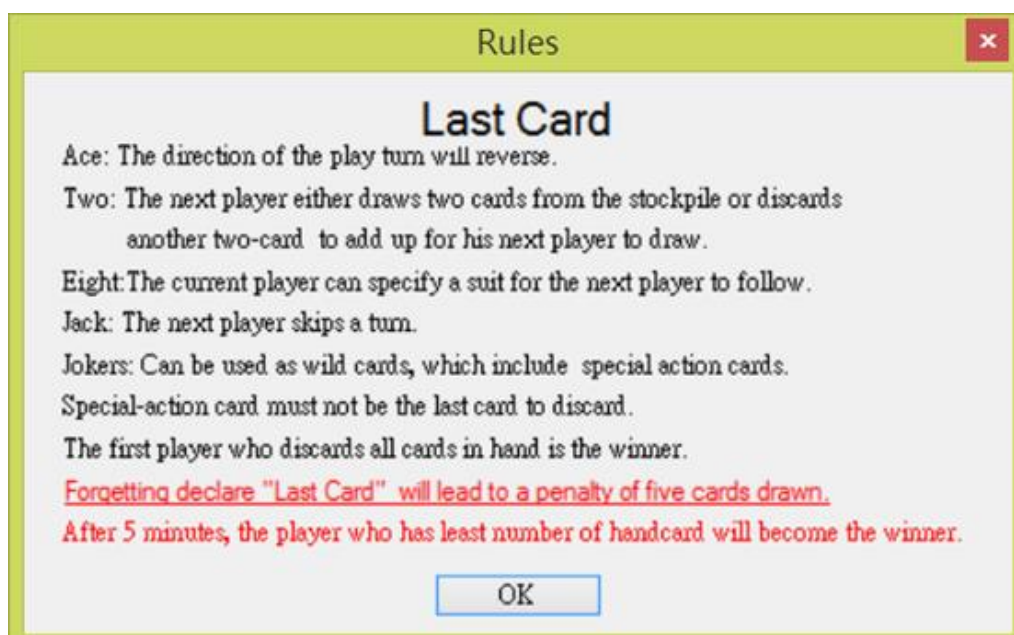 Rules
x
Last Card
Ace: The direction of the play turn will reverse.
Two: The next player either draws two cards from the stockpile or discards
another two-card to add up for his next player to draw.
Eight:The current player can specify a suit for the next player to follow.
Jack: The next player skips a turn.
Jokers: Can be used as wild cards, which include special action cards.
Special-action card must not be the last card to discard.
The first player who discards all cards in hand is the winner.
Forgetting declare "Last Card" will lead to a penalty of five cards drawn.
After 5 minutes, the player who has least number of handcard will become the winner.
OK